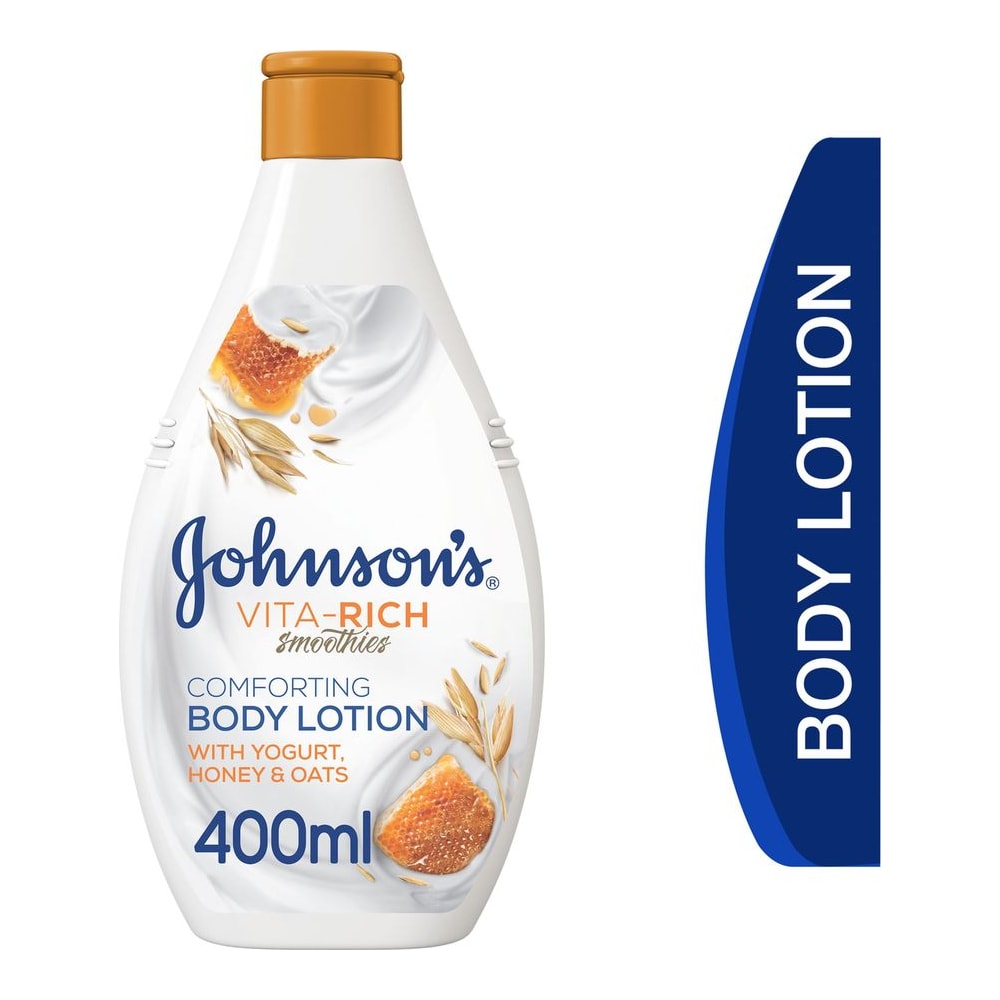 Johnson's®
VITA-RICH
smoothies
COMFORTING
BODY LOTION
WITH YOGURT,
HONEY & OATS
400ml
BODY LOTION